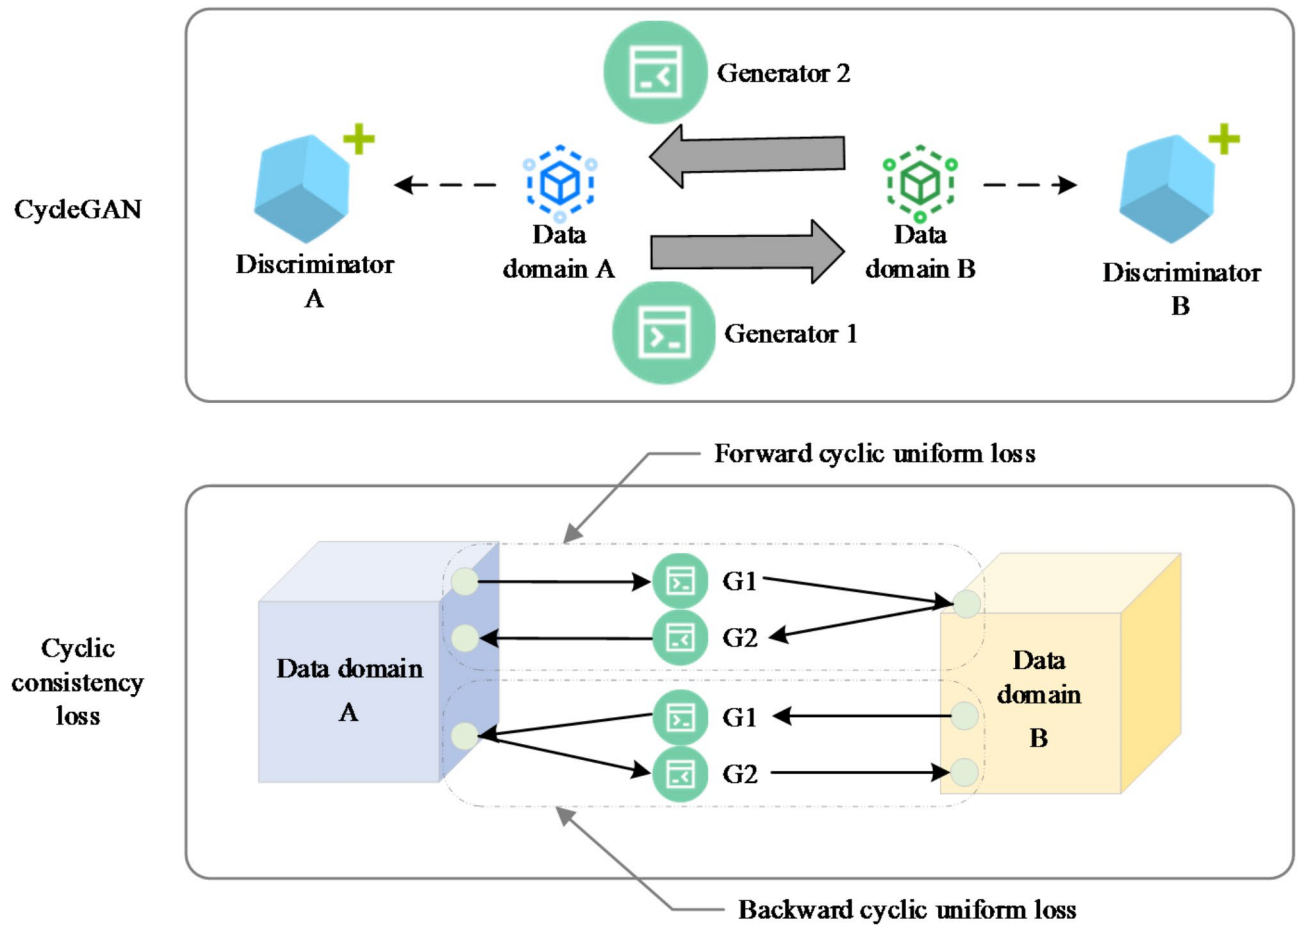 CycleGAN
Generator 2
Discriminator
A
Data
domain A
Data
domain B
Discriminator
B
Generator 1
Forward cyclic uniform loss
Cyclic
consistency
loss
Data domain
A
G1
G2
G1
G2
Data
domain
B
Backward cyclic uniform loss